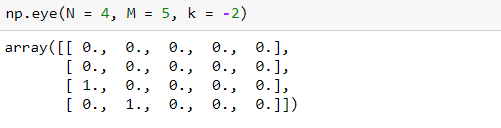 np.eye(N = 4, M = 5, k = -2)
array([[ 0., 0., 0., 0., 0.],
[ 0., 0., 0., 0., 0.],
[ 1., 0., 0., 0., 0.],
[ 0., 1., 0., 0., 0.]])